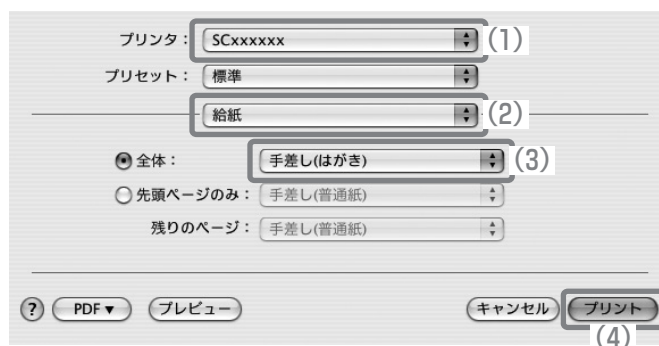 プリンタ： SCxxxxxx (1)
プリセット： 標準
給紙 (2)
全体： 手差し(はがき) (3)
先頭ページのみ： 手差し(普通紙)
残りのページ： 手差し(普通紙)
? PDF▼ プレビュー キャンセル プリント
(4)